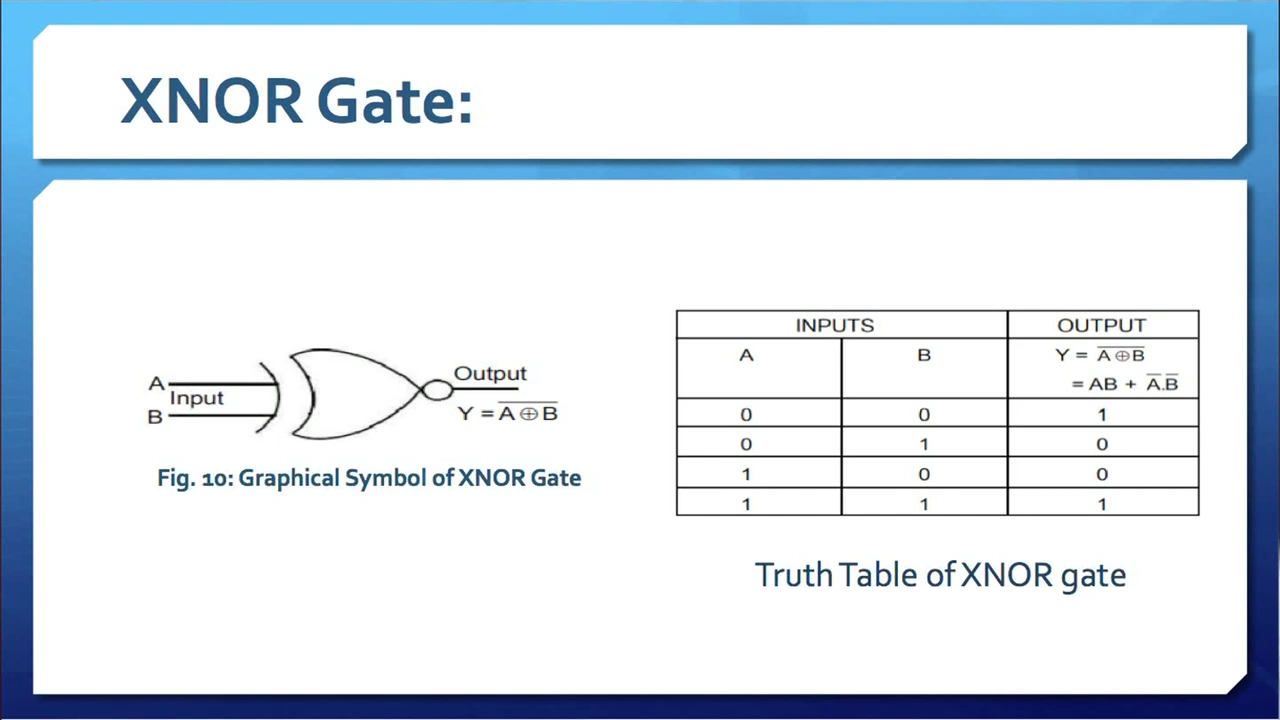 XNOR Gate:
A
Input
B
Output
Y = A̅ ̅⊕̅ ̅B̅
Fig. 10: Graphical Symbol of XNOR Gate
INPUTS OUTPUT
A B Y = A̅ ̅⊕̅ ̅B̅
= AB + A̅.B̅
0 0 1
0 1 0
1 0 0
1 1 1
Truth Table of XNOR gate